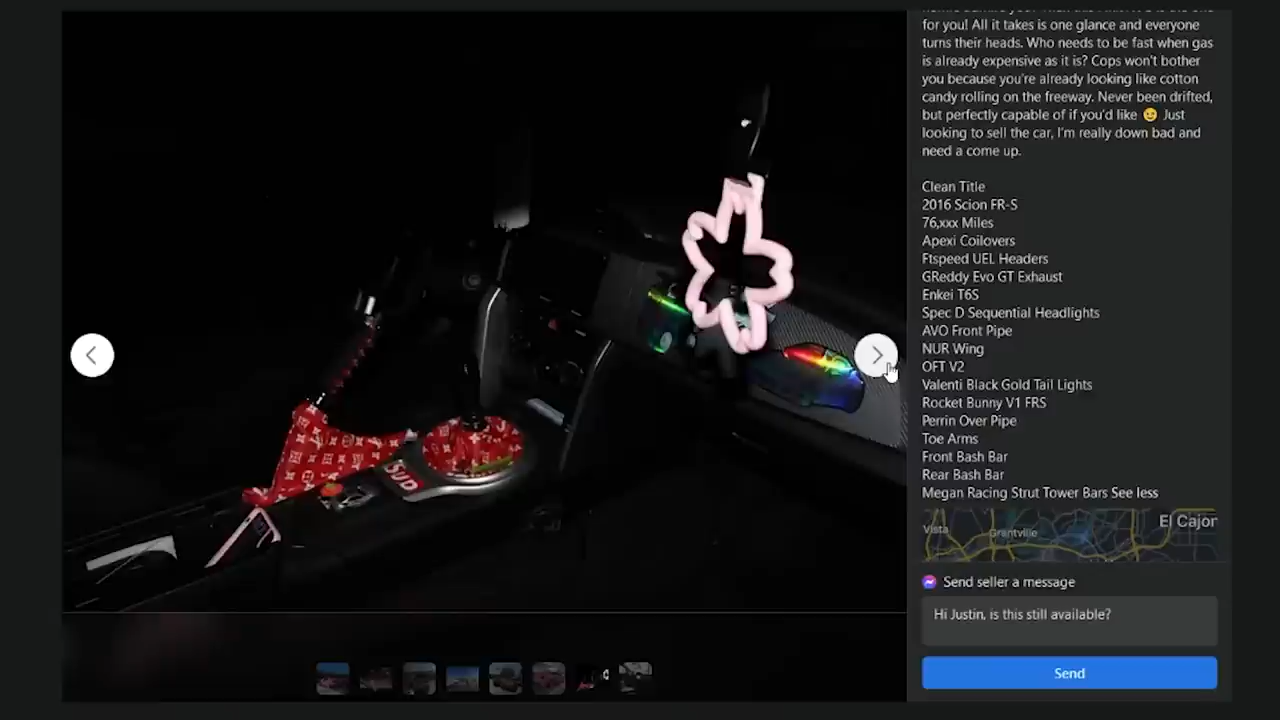 for you! All it takes is one glance and everyone
turns their heads. Who needs to be fast when gas
is already expensive as it is? Cops won't bother
you because you're already looking like cotton
candy rolling on the freeway. Never been drifted,
but perfectly capable of if you'd like 😉 Just
looking to sell the car, I'm really down bad and
need a come up.
Clean Title
2016 Scion FR-S
76,xxx Miles
Apexi Coilovers
Ftspeed UEL Headers
GReddy Evo GT Exhaust
Enkei T6S
Spec D Sequential Headlights
AVO Front Pipe
NUR Wing
OFT V2
Valenti Black Gold Tail Lights
Rocket Bunny V1 FRS
Perrin Over Pipe
Toe Arms
Front Bash Bar
Rear Bash Bar
Megan Racing Strut Tower Bars See less
El Cajon
Vista
Grantville
Send seller a message
Hi Justin, is this still available?
Send
SUP